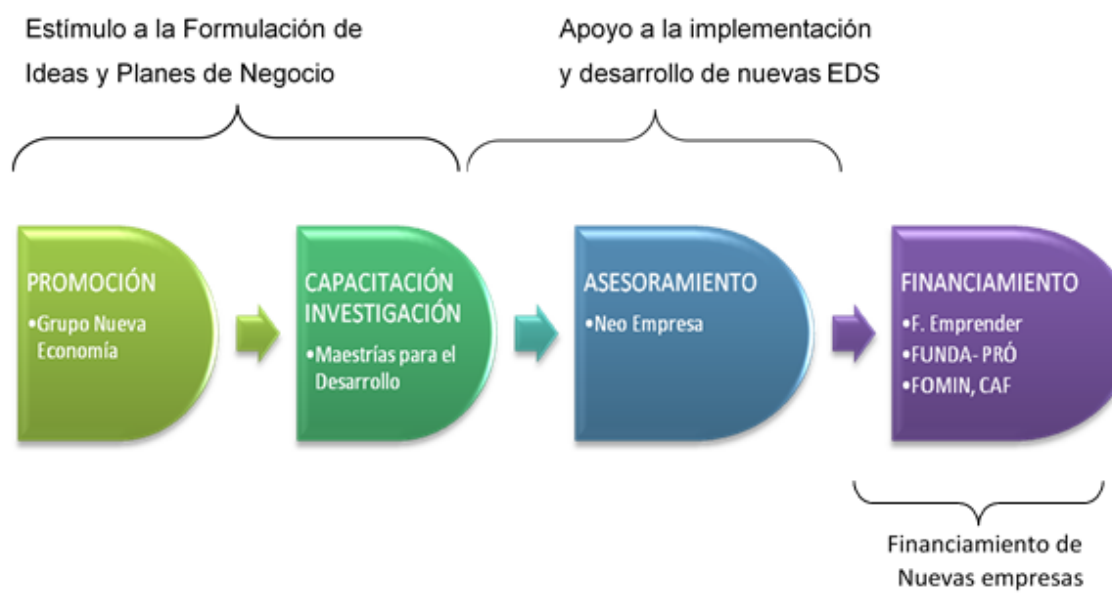 Estímulo a la Formulación de
Ideas y Planes de Negocio
Apoyo a la implementación
y desarrollo de nuevas EDS
PROMOCIÓN
•Grupo Nueva
Economía
CAPACITACIÓN
INVESTIGACIÓN
•Maestrías para el
Desarrollo
ASESORAMIENTO
•Neo Empresa
FINANCIAMIENTO
•F. Emprender
•FUNDA- PRÓ
•FOMIN, CAF
Financiamiento de
Nuevas empresas